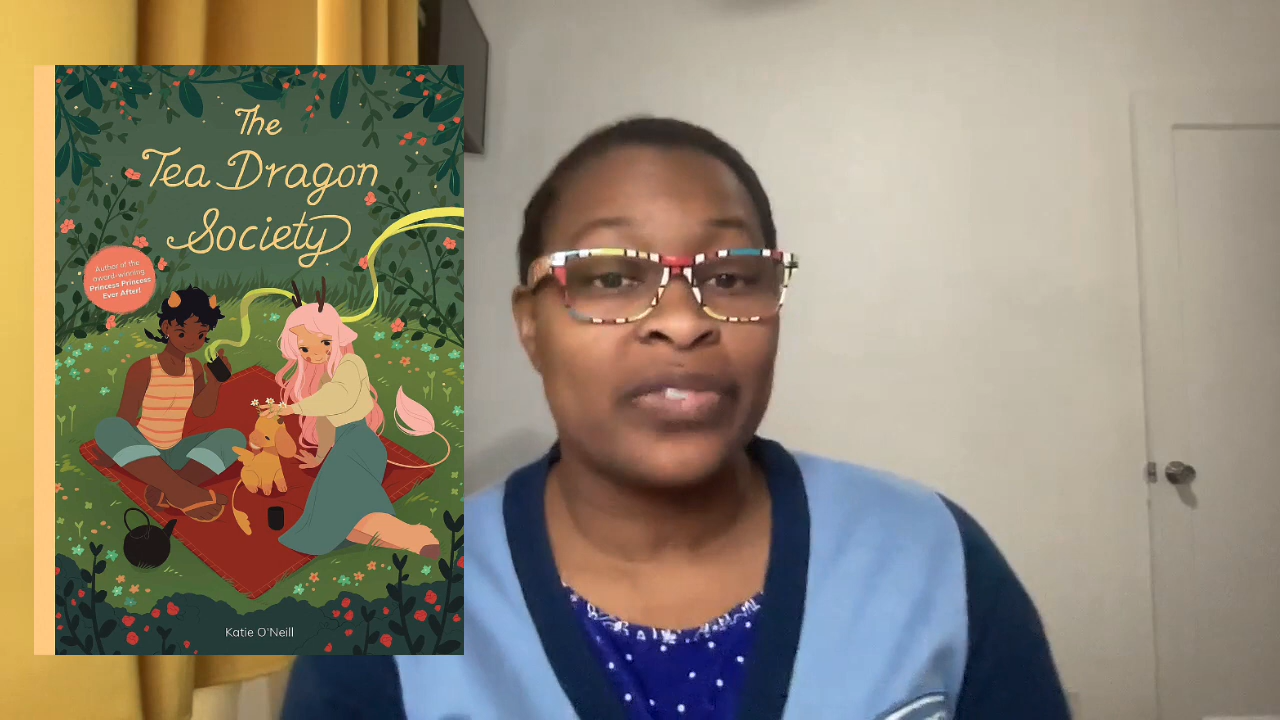 The
Tea Dragon
Society
Author of the
award-winning
Princess Princess
Ever After!
Katie O'Neill